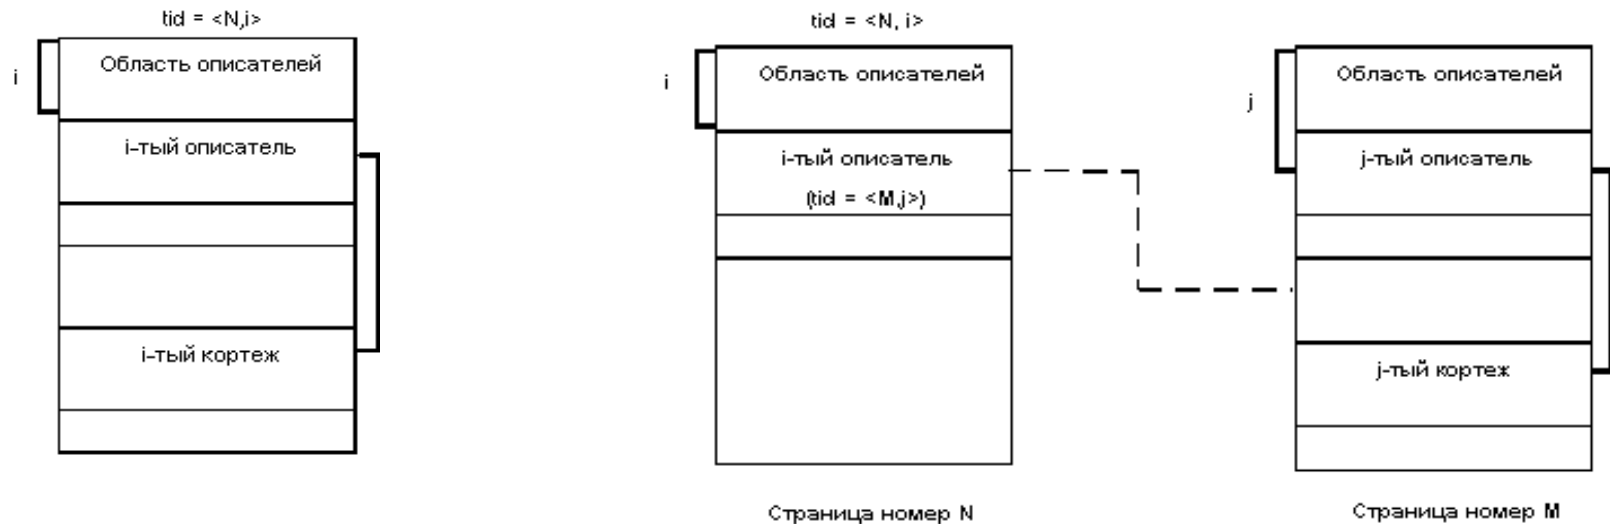 tid = <N,i>
i
Область описателей
i-тый описатель
i-тый кортеж
tid = <N, i>
i
Область описателей
i-тый описатель
(tid = <M,j>)
Страница номер N
j
Область описателей
j-тый описатель
j-тый кортеж
Страница номер M